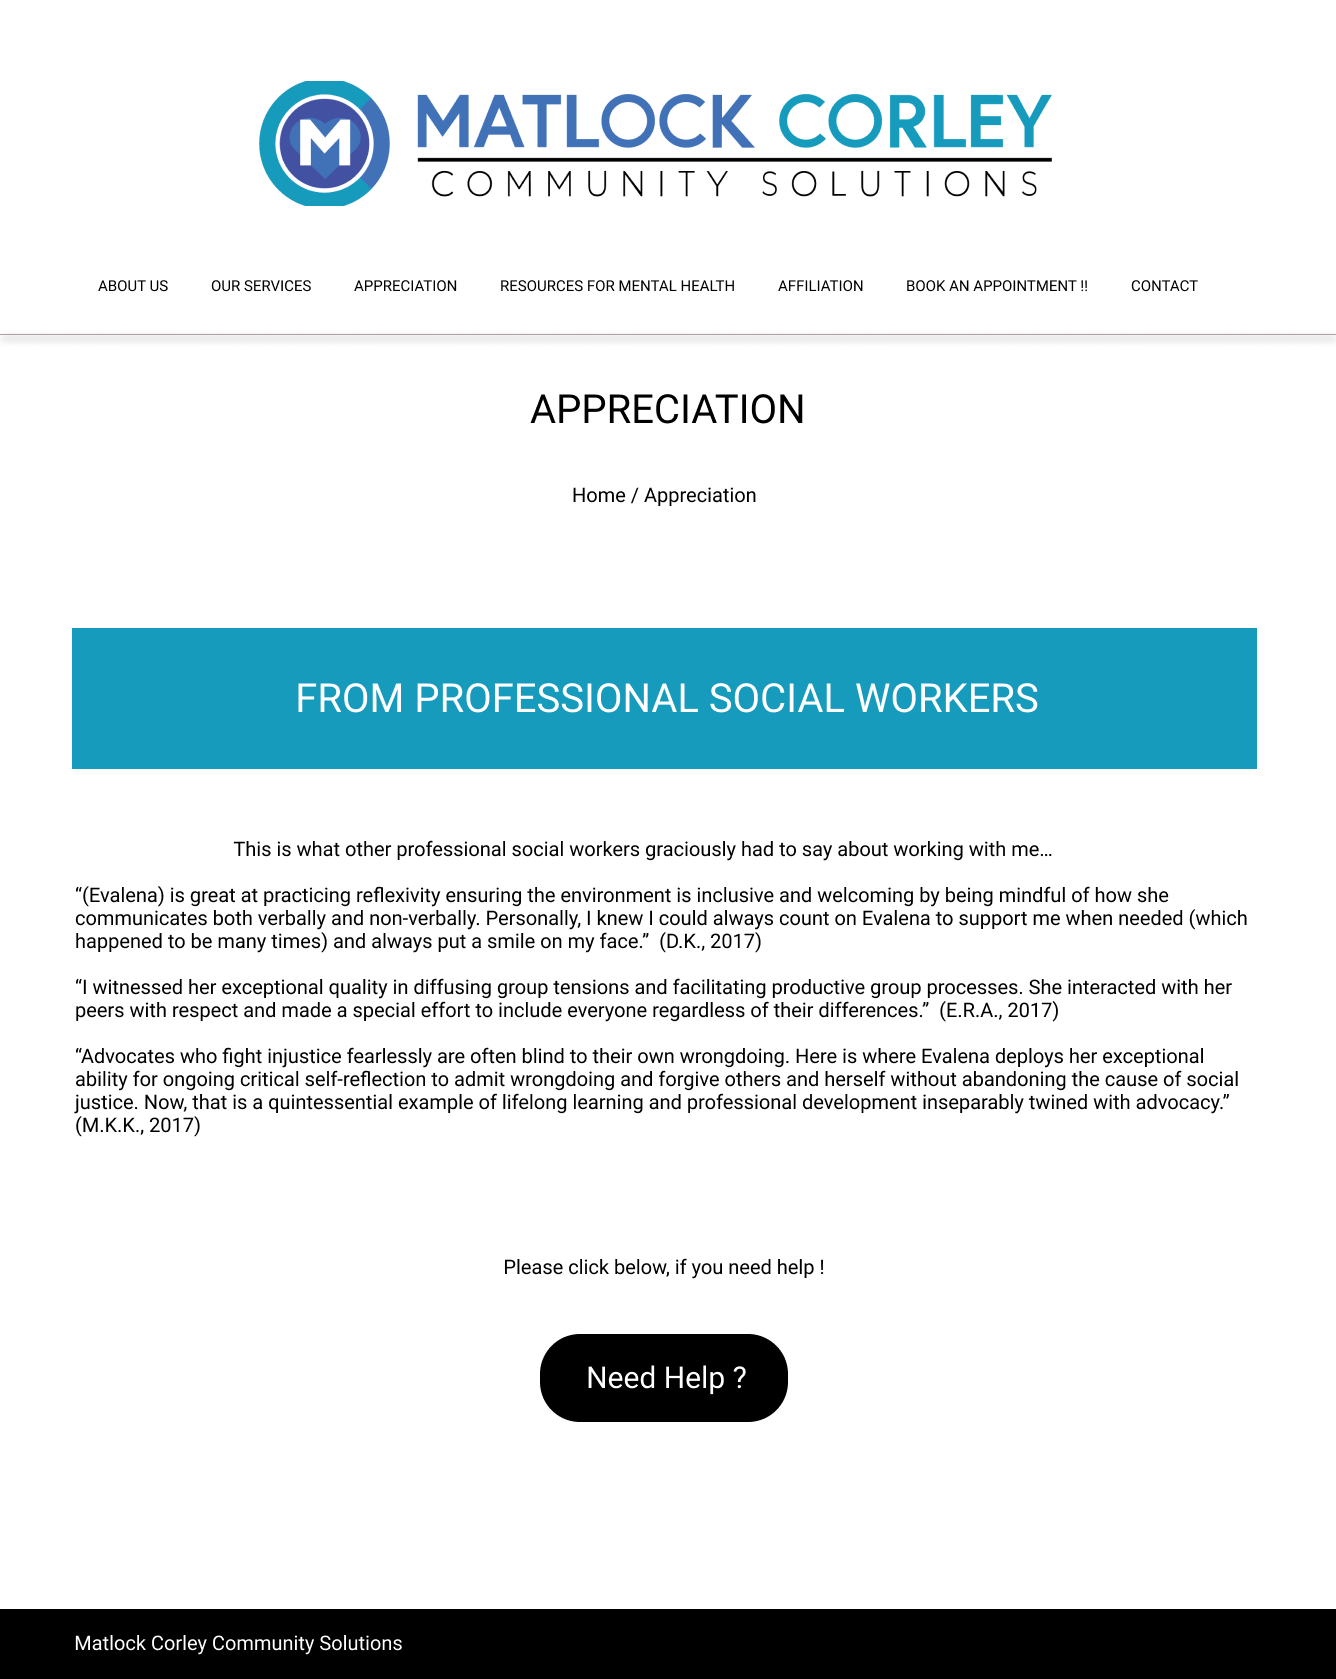 M
MATLOCK CORLEY
COMMUNITY SOLUTIONS
ABOUT US OUR SERVICES APPRECIATION RESOURCES FOR MENTAL HEALTH AFFILIATION BOOK AN APPOINTMENT !! CONTACT
APPRECIATION
Home / Appreciation
FROM PROFESSIONAL SOCIAL WORKERS
This is what other professional social workers graciously had to say about working with me…
“(Evalena) is great at practicing reflexivity ensuring the environment is inclusive and welcoming by being mindful of how she
communicates both verbally and non-verbally. Personally, I knew I could always count on Evalena to support me when needed (which
happened to be many times) and always put a smile on my face.”  (D.K., 2017)
“I witnessed her exceptional quality in diffusing group tensions and facilitating productive group processes. She interacted with her
peers with respect and made a special effort to include everyone regardless of their differences.”  (E.R.A., 2017)
“Advocates who fight injustice fearlessly are often blind to their own wrongdoing. Here is where Evalena deploys her exceptional
ability for ongoing critical self-reflection to admit wrongdoing and forgive others and herself without abandoning the cause of social
justice. Now, that is a quintessential example of lifelong learning and professional development inseparably twined with advocacy.”
(M.K.K., 2017)
Please click below, if you need help !
Need Help ?
Matlock Corley Community Solutions